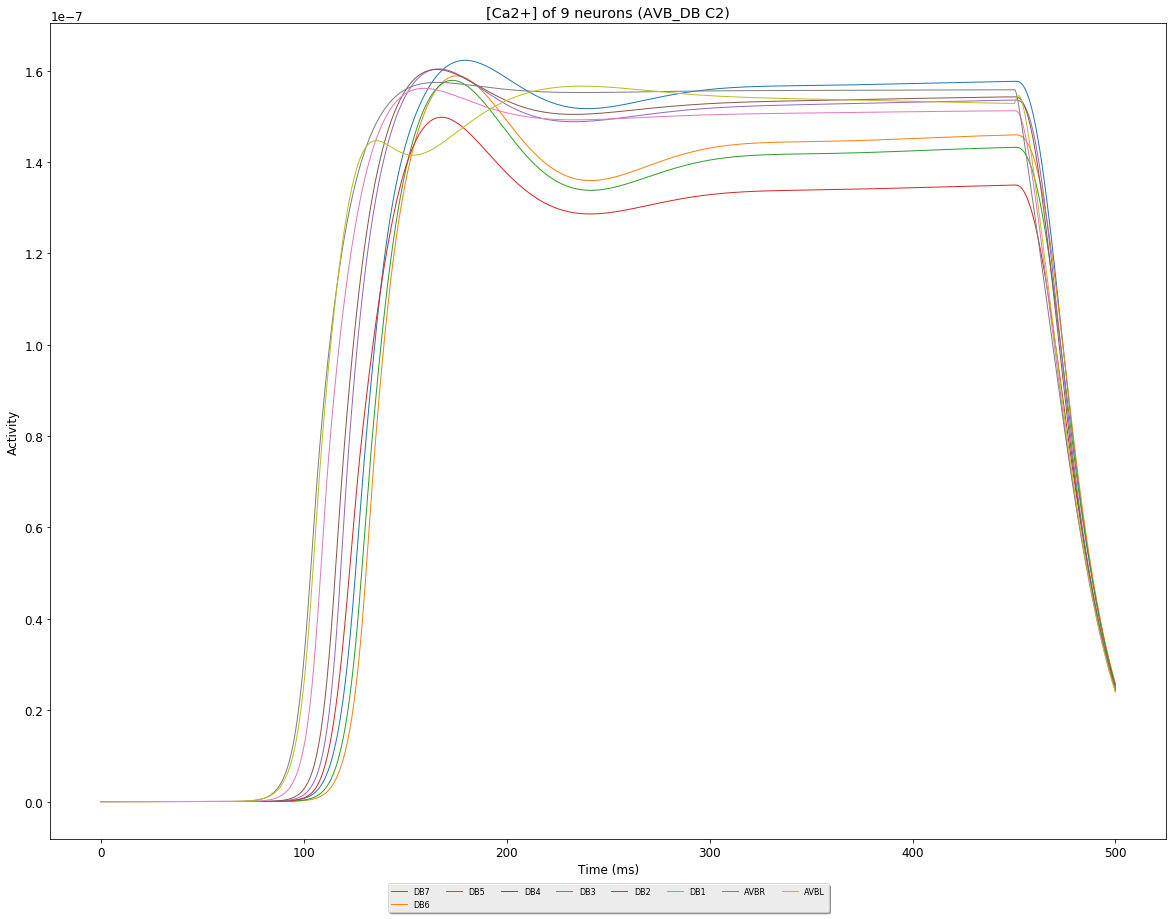 [Ca2+] of 9 neurons (AVB_DB C2)
1e−7
1.6
1.4
1.2
1.0
0.8
0.6
0.4
0.2
0.0
Activity
0 100 200 300 400 500
Time (ms)
DB7 DB5 DB4 DB3 DB2 DB1 AVBR AVBL
DB6